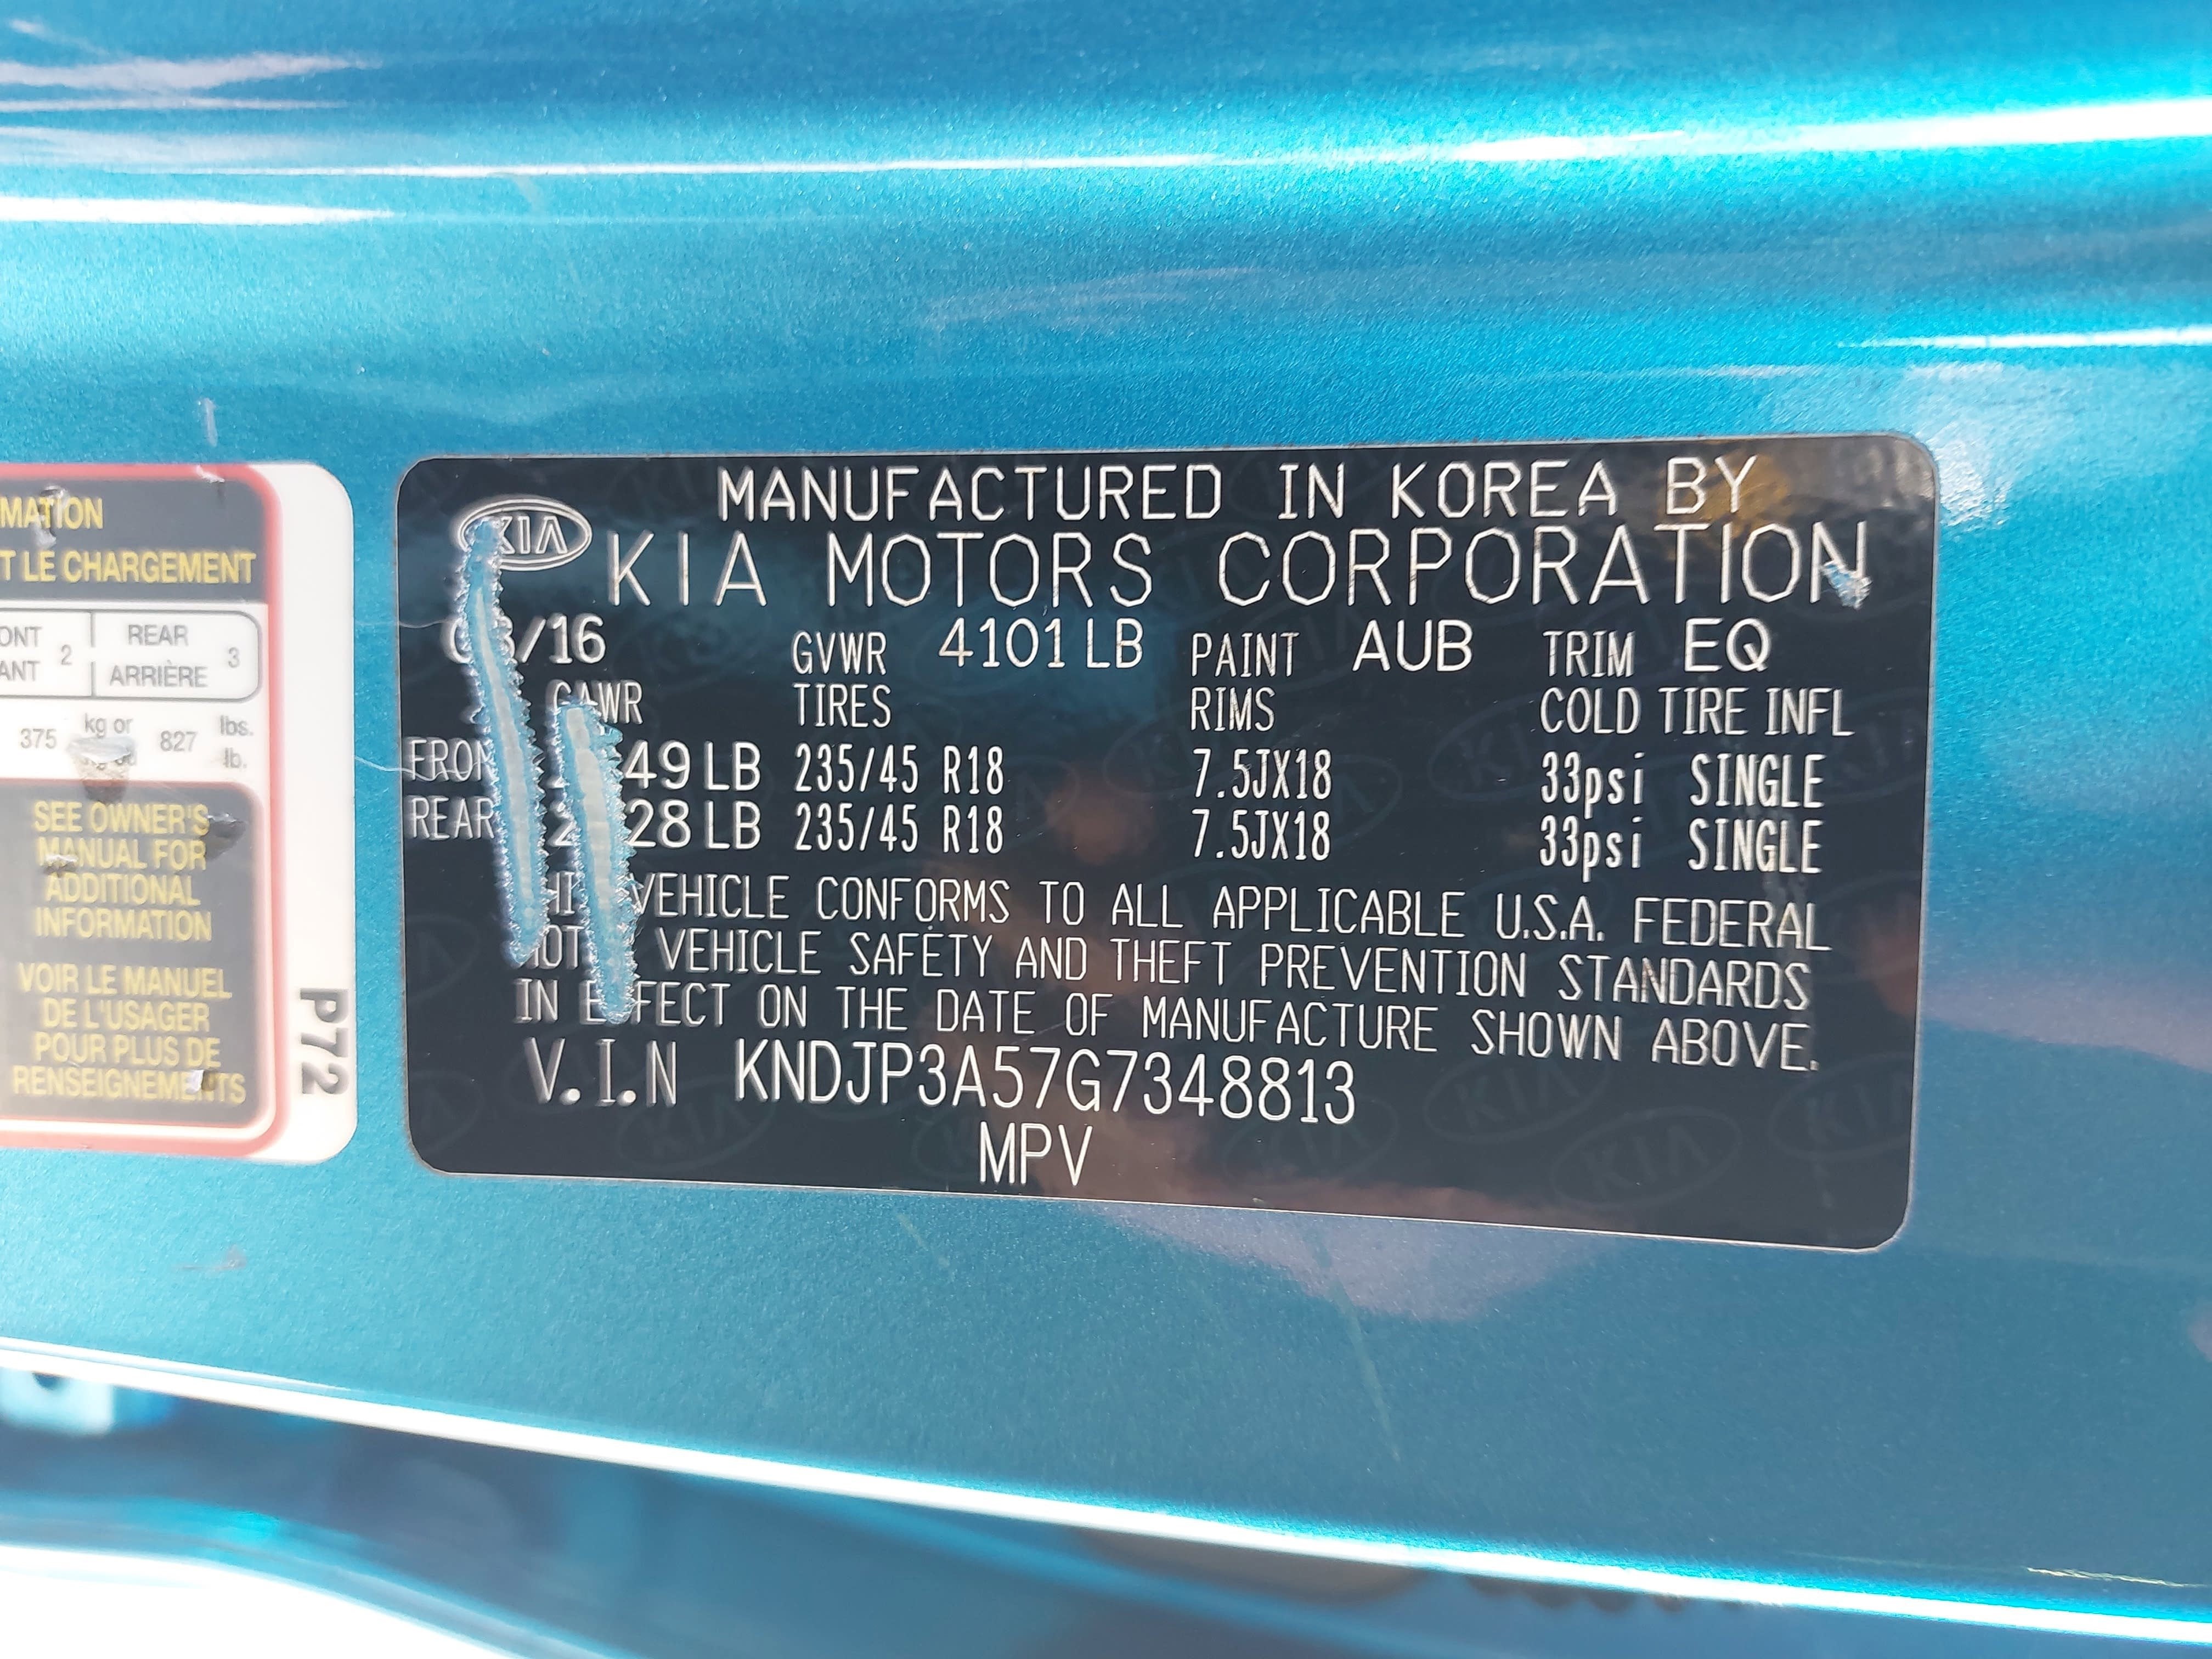 MATION
T LE CHARGEMENT
REAR
2 ARRIÈRE 3
375 kg or 827 lbs.
lb.
SEE OWNER'S
MANUAL FOR
ADDITIONAL
INFORMATION
VOIR LE MANUEL
DE L'USAGER
POUR PLUS DE
RENSEIGNEMENTS
P72
MANUFACTURED IN KOREA BY
KIA KIA MOTORS CORPORATION
/16 GVWR 4101 LB PAINT AUB TRIM EQ
GAWR TIRES RIMS COLD TIRE INFL
FRONT 49 LB 235/45 R18 7.5JX18 33psi SINGLE
REAR 28 LB 235/45 R18 7.5JX18 33psi SINGLE
VEHICLE CONFORMS TO ALL APPLICABLE U.S.A. FEDERAL
VEHICLE SAFETY AND THEFT PREVENTION STANDARDS
IN EFFECT ON THE DATE OF MANUFACTURE SHOWN ABOVE.
V.I.N KNDJP3A57G7348813
MPV